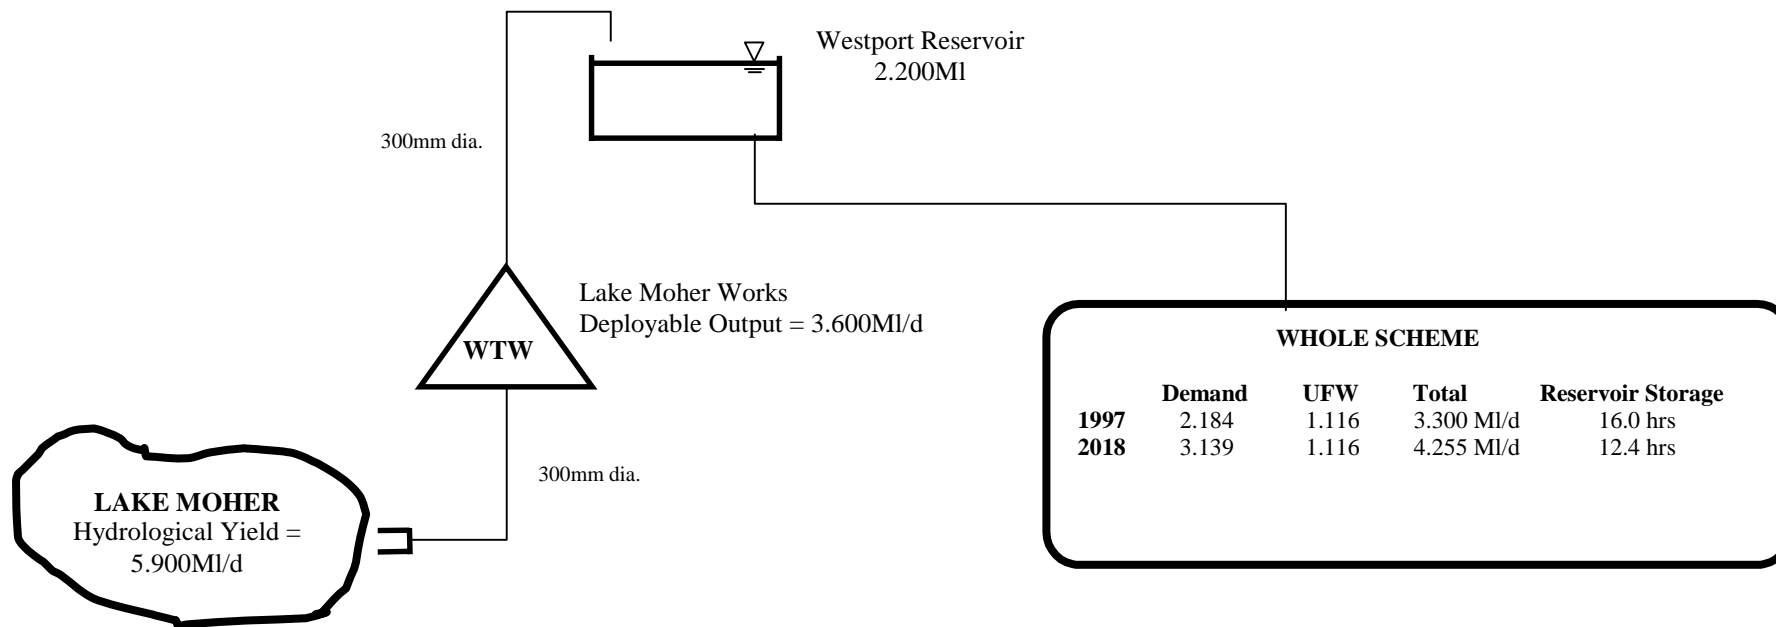 Westport Reservoir
2.200Ml
300mm dia.
Lake Moher Works
Deployable Output = 3.600Ml/d
WTW
WHOLE SCHEME
Demand UFW Total Reservoir Storage
1997 2.184 1.116 3.300 Ml/d 16.0 hrs
2018 3.139 1.116 4.255 Ml/d 12.4 hrs
300mm dia.
LAKE MOHER
Hydrological Yield =
5.900Ml/d